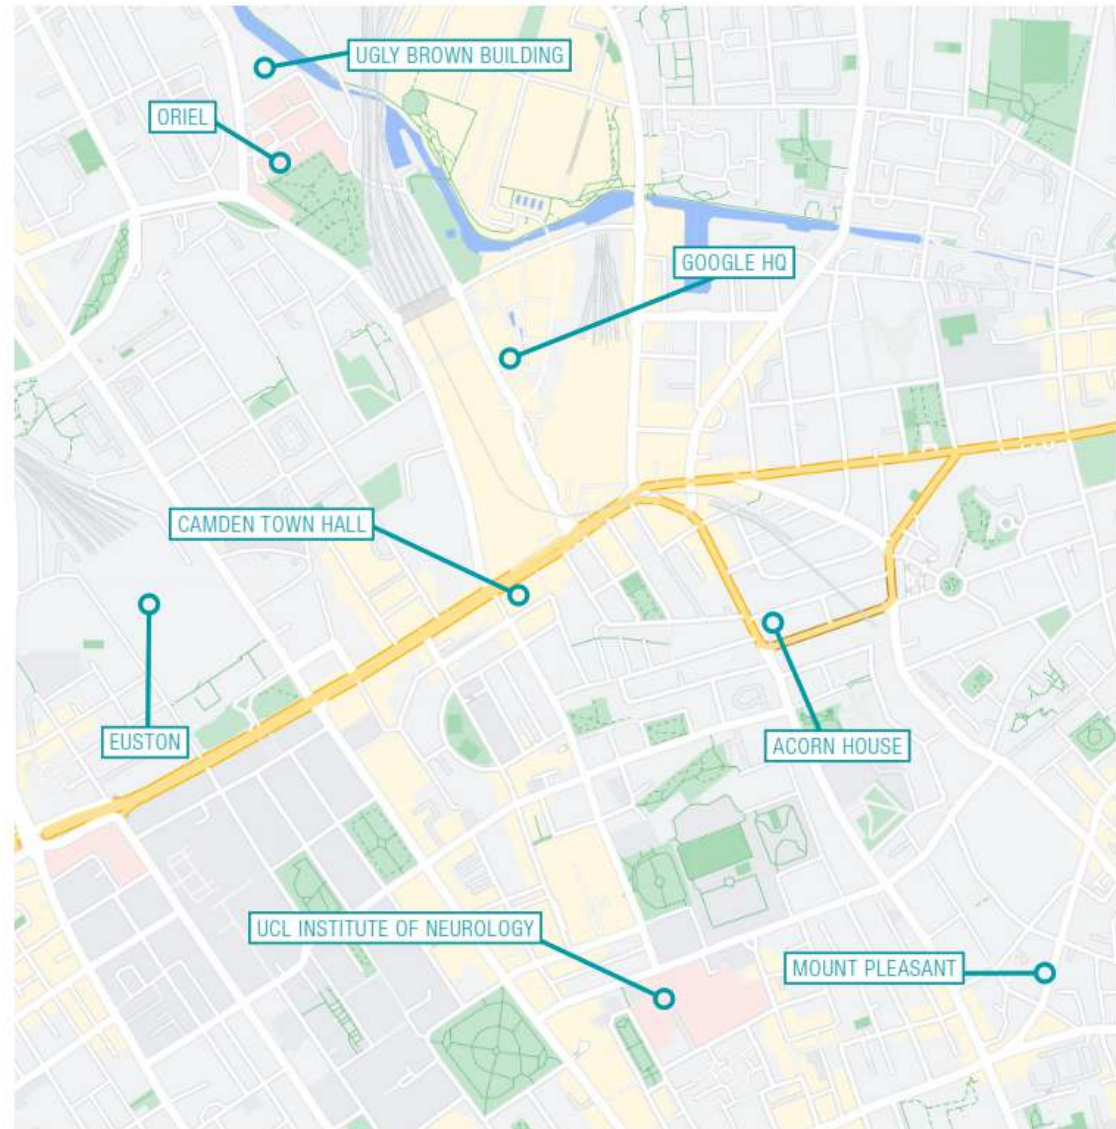 UGLY BROWN BUILDING
ORIEL
GOOGLE HQ
CAMDEN TOWN HALL
EUSTON
ACORN HOUSE
UCL INSTITUTE OF NEUROLOGY
MOUNT PLEASANT